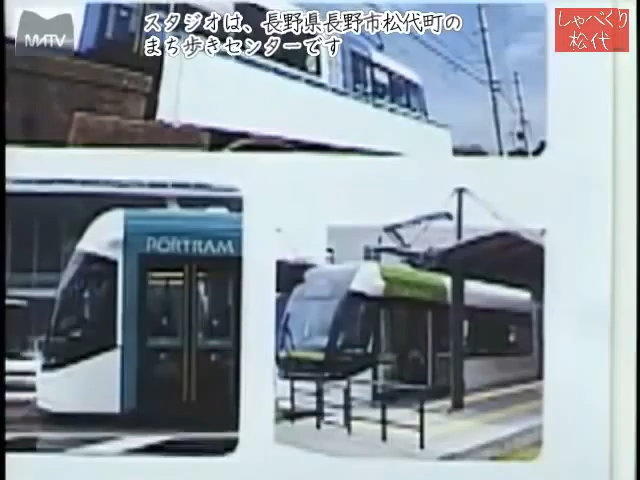 MATV
スタジオは、長野県長野市松代町の
まち歩きセンターです
しゃべくり
松代
PORTRAM